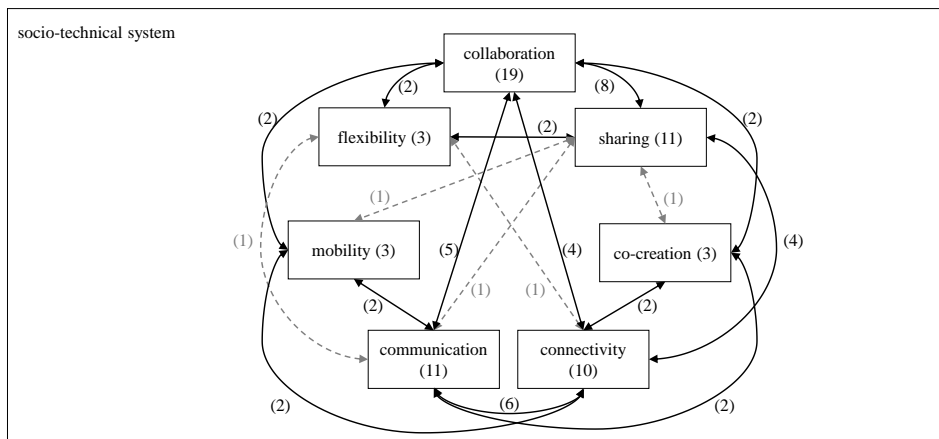 socio-technical system
collaboration
(19)
(2)
(8)
(2)
(2)
flexibility (3)
(2)
sharing (11)
(1)
(1)
(1)
mobility (3)
(5)
(4)
co-creation (3)
(4)
(1)
(1)
(2)
(2)
communication
(11)
connectivity
(10)
(2)
(6)
(2)